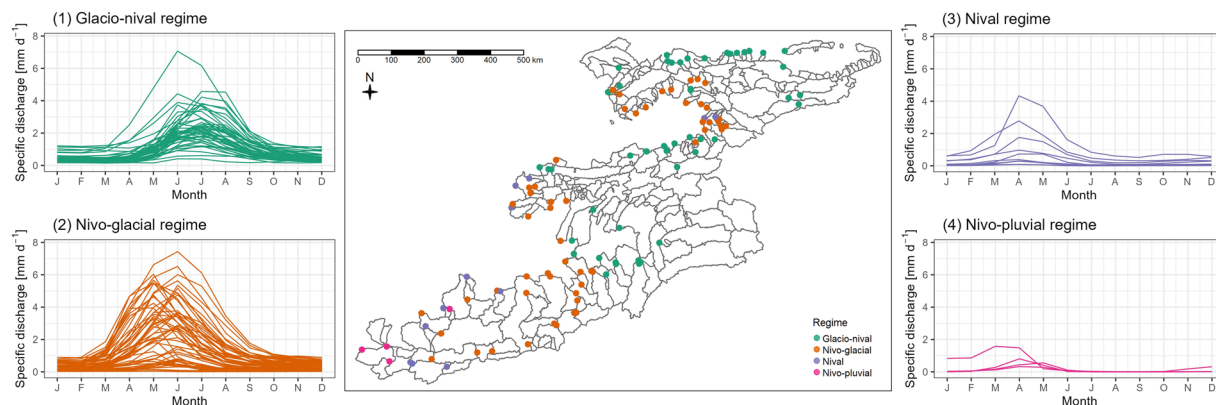 (1) Glacio-nival regime
Specific discharge [mm d⁻¹]
8
6
4
2
0
J F M A M J J A S O N D
Month
(2) Nivo-glacial regime
Specific discharge [mm d⁻¹]
8
6
4
2
0
J F M A M J J A S O N D
Month
0 100 200 300 400 500 km
N
Regime
Glacio-nival
Nivo-glacial
Nival
Nivo-pluvial
(3) Nival regime
Specific discharge [mm d⁻¹]
8
6
4
2
0
J F M A M J J A S O N D
Month
(4) Nivo-pluvial regime
Specific discharge [mm d⁻¹]
8
6
4
2
0
J F M A M J J A S O N D
Month